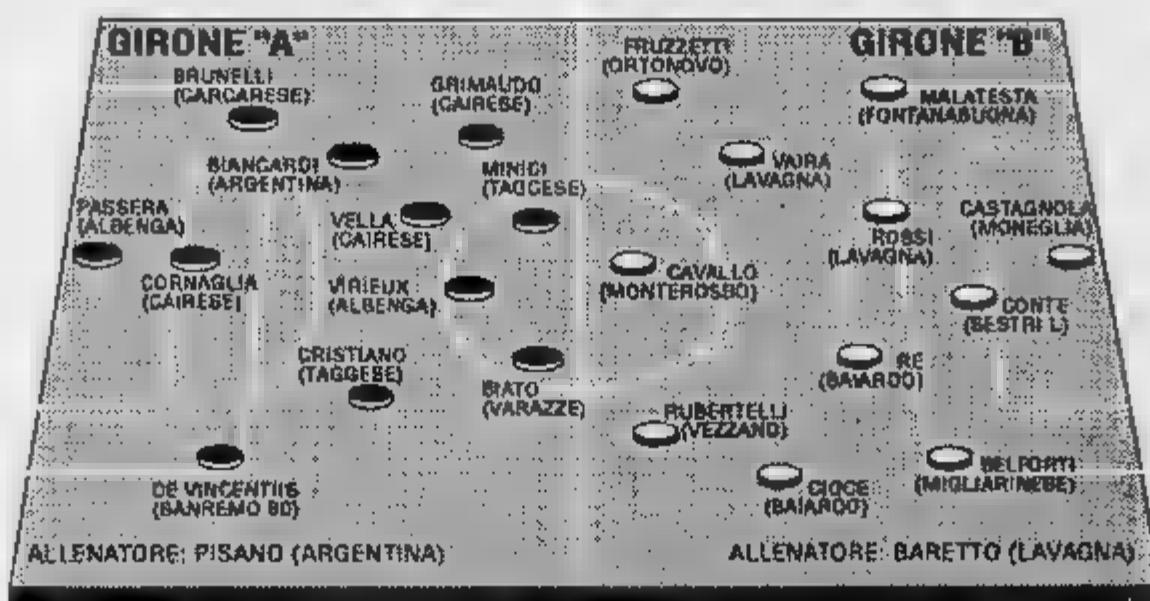 GIRONE "A"
BRUNELLI
(CARCARESE)
GRIMAUDO
(CAIRESE)
BIANCARDI
(ARGENTINA)
MINICI
(TAGGESE)
PASSERA
(ALBENGA)
VELLA
(CAIRESE)
CORNAGLIA
(CAIRESE)
VIRIEUX
(ALBENGA)
CRISTIANO
(TAGGESE)
BIATO
(VARAZZE)
DE VINCENTIIS
(SANREMO 80)
ALLENATORE: PISANO (ARGENTINA)
GIRONE "B"
FRUZZETTI
(ORTONOVO)
MALATESTA
(FONTANABUONA)
VAIRA
(LAVAGNA)
ROSSI
(LAVAGNA)
CASTAGNOLA
(MONEGLIA)
CAVALLO
(MONTEROSSO)
CONTE
(SESTRI L)
RE
(BAIARDO)
RUBERTELLI
(VEZZANO)
BELFORTI
(MIGLIARINESE)
CIOCE
(BAIARDO)
ALLENATORE: BARETTO (LAVAGNA)